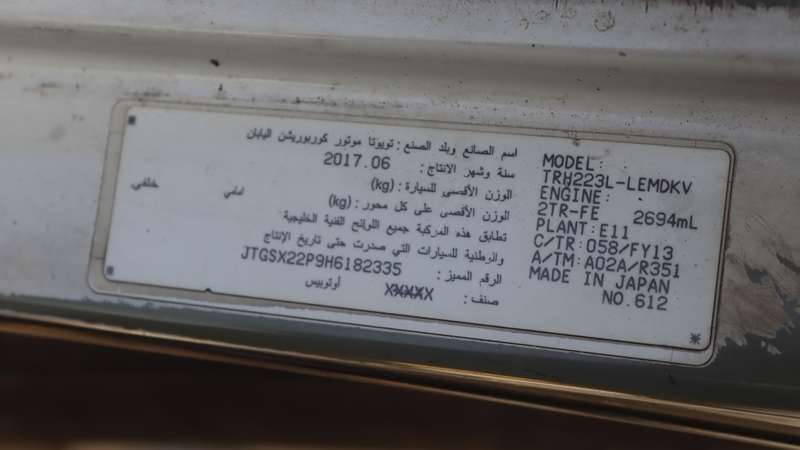 اسم الصانع وبلد الصنع : تويوتا موتور كوربوريشن اليابان
سنة وشهر الانتاج : 2017.06
الوزن الأقصى للسيارة : (kg)
الوزن الأقصى على كل محور : (kg) امامي خلفي
تطابق هذه المركبة جميع اللوائح الفنية الخليجية
والوطنية للسيارات التي صدرت حتى تاريخ الإنتاج
الرقم المميز : JTGSX22P9H6182335
صنف : XXXXX أوتوبيس
MODEL:
TRH223L-LEMDKV
ENGINE:
2TR-FE 2694mL
PLANT:E11
C/TR:058/FY13
A/TM:A02A/R351
MADE IN JAPAN
NO.612